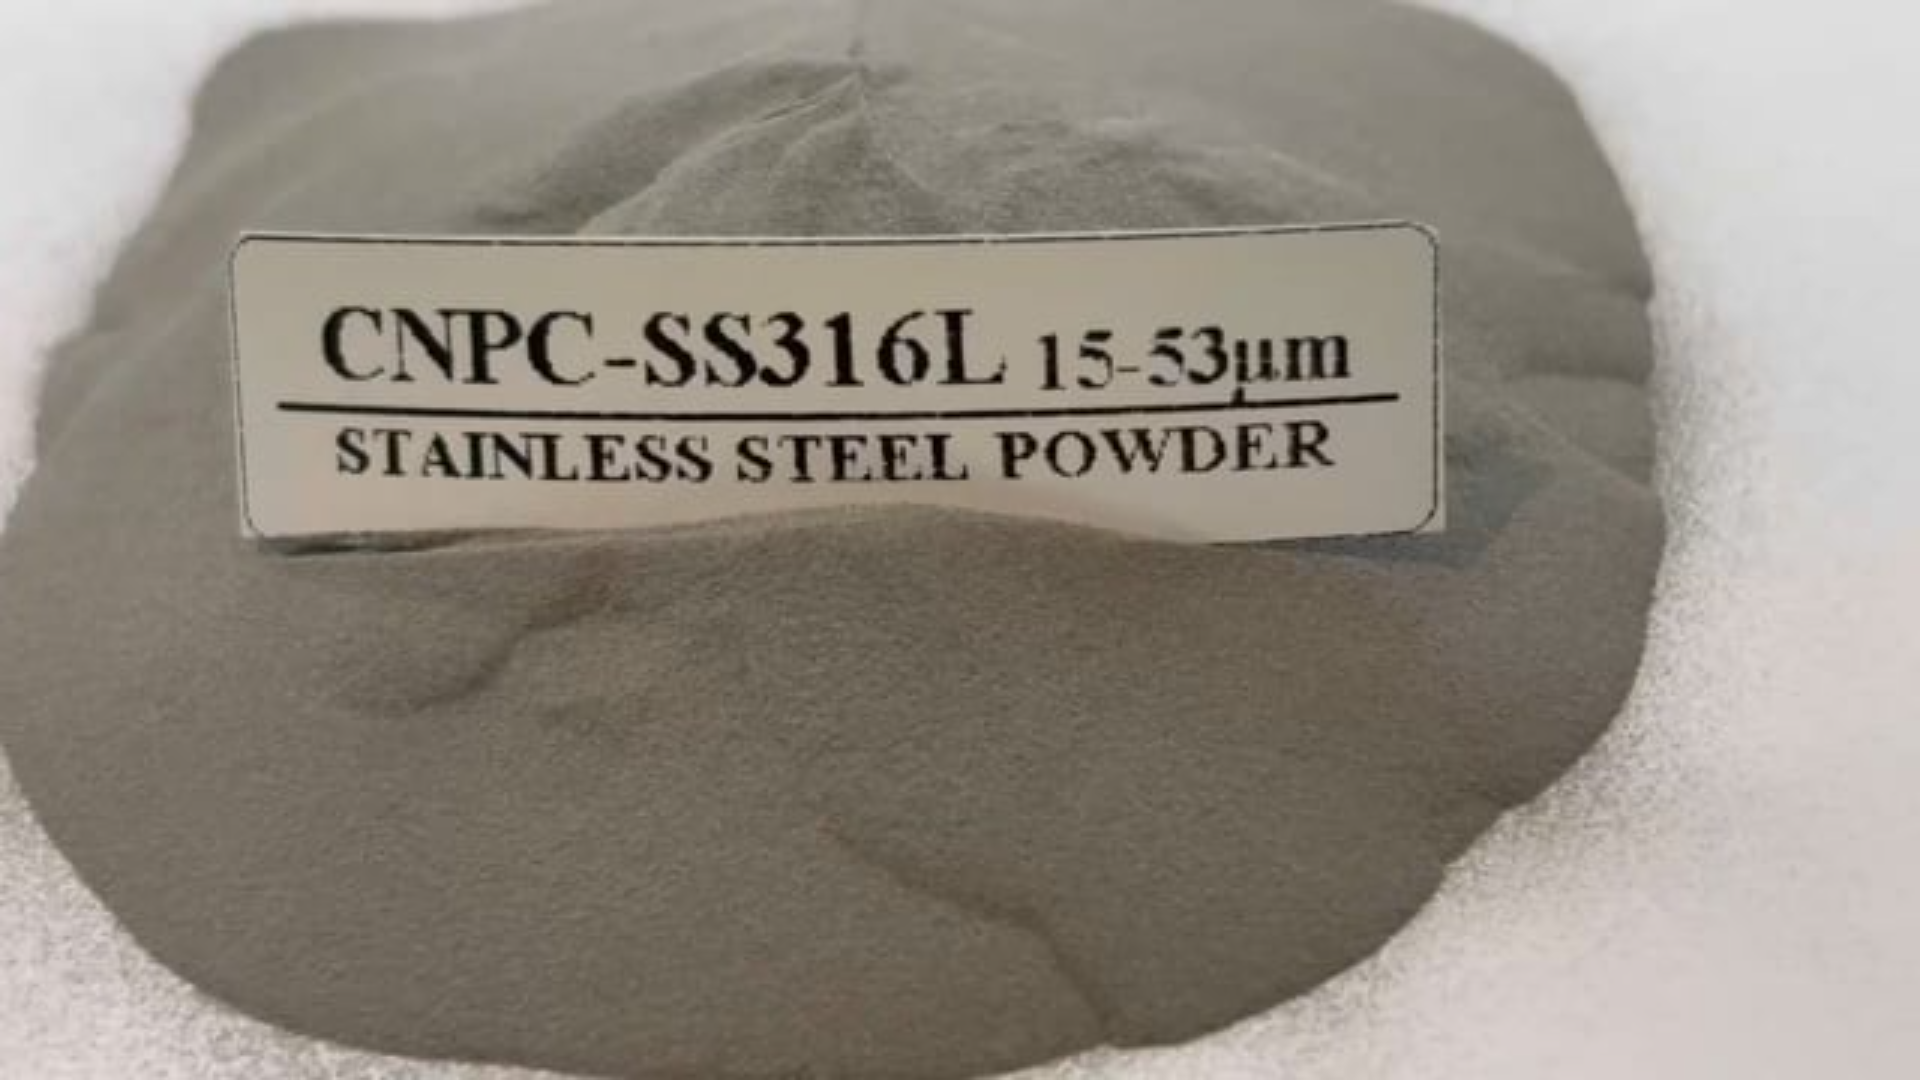 CNPC-SS316L 15-53μm
STAINLESS STEEL POWDER